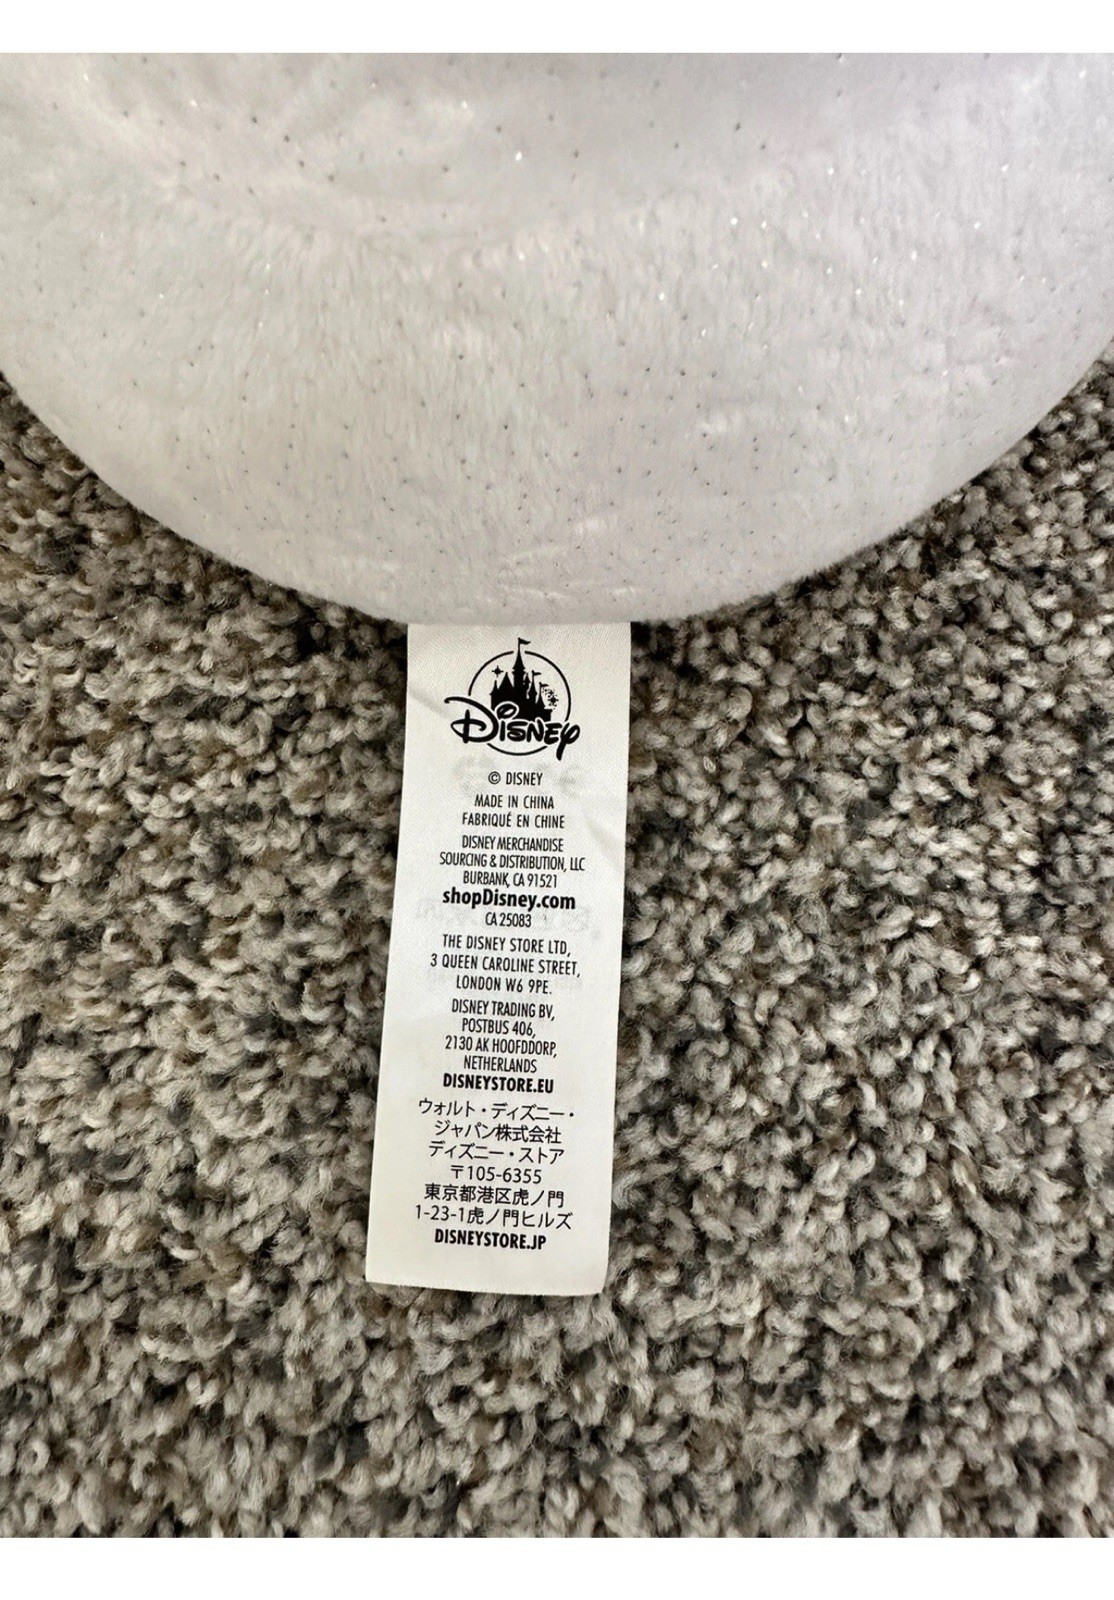 Disney
© DISNEY
MADE IN CHINA
FABRIQUÉ EN CHINE
DISNEY MERCHANDISE
SOURCING & DISTRIBUTION, LLC
BURBANK, CA 91521
shopDisney.com
CA 25083
THE DISNEY STORE LTD,
3 QUEEN CAROLINE STREET,
LONDON W6 9PE.
DISNEY TRADING BV,
POSTBUS 406,
2130 AK HOOFDDORP,
NETHERLANDS
DISNEYSTORE.EU
ウォルト・ディズニー・
ジャパン株式会社
ディズニー・ストア
〒105-6355
東京都港区虎ノ門
1-23-1虎ノ門ヒルズ
DISNEYSTORE.JP